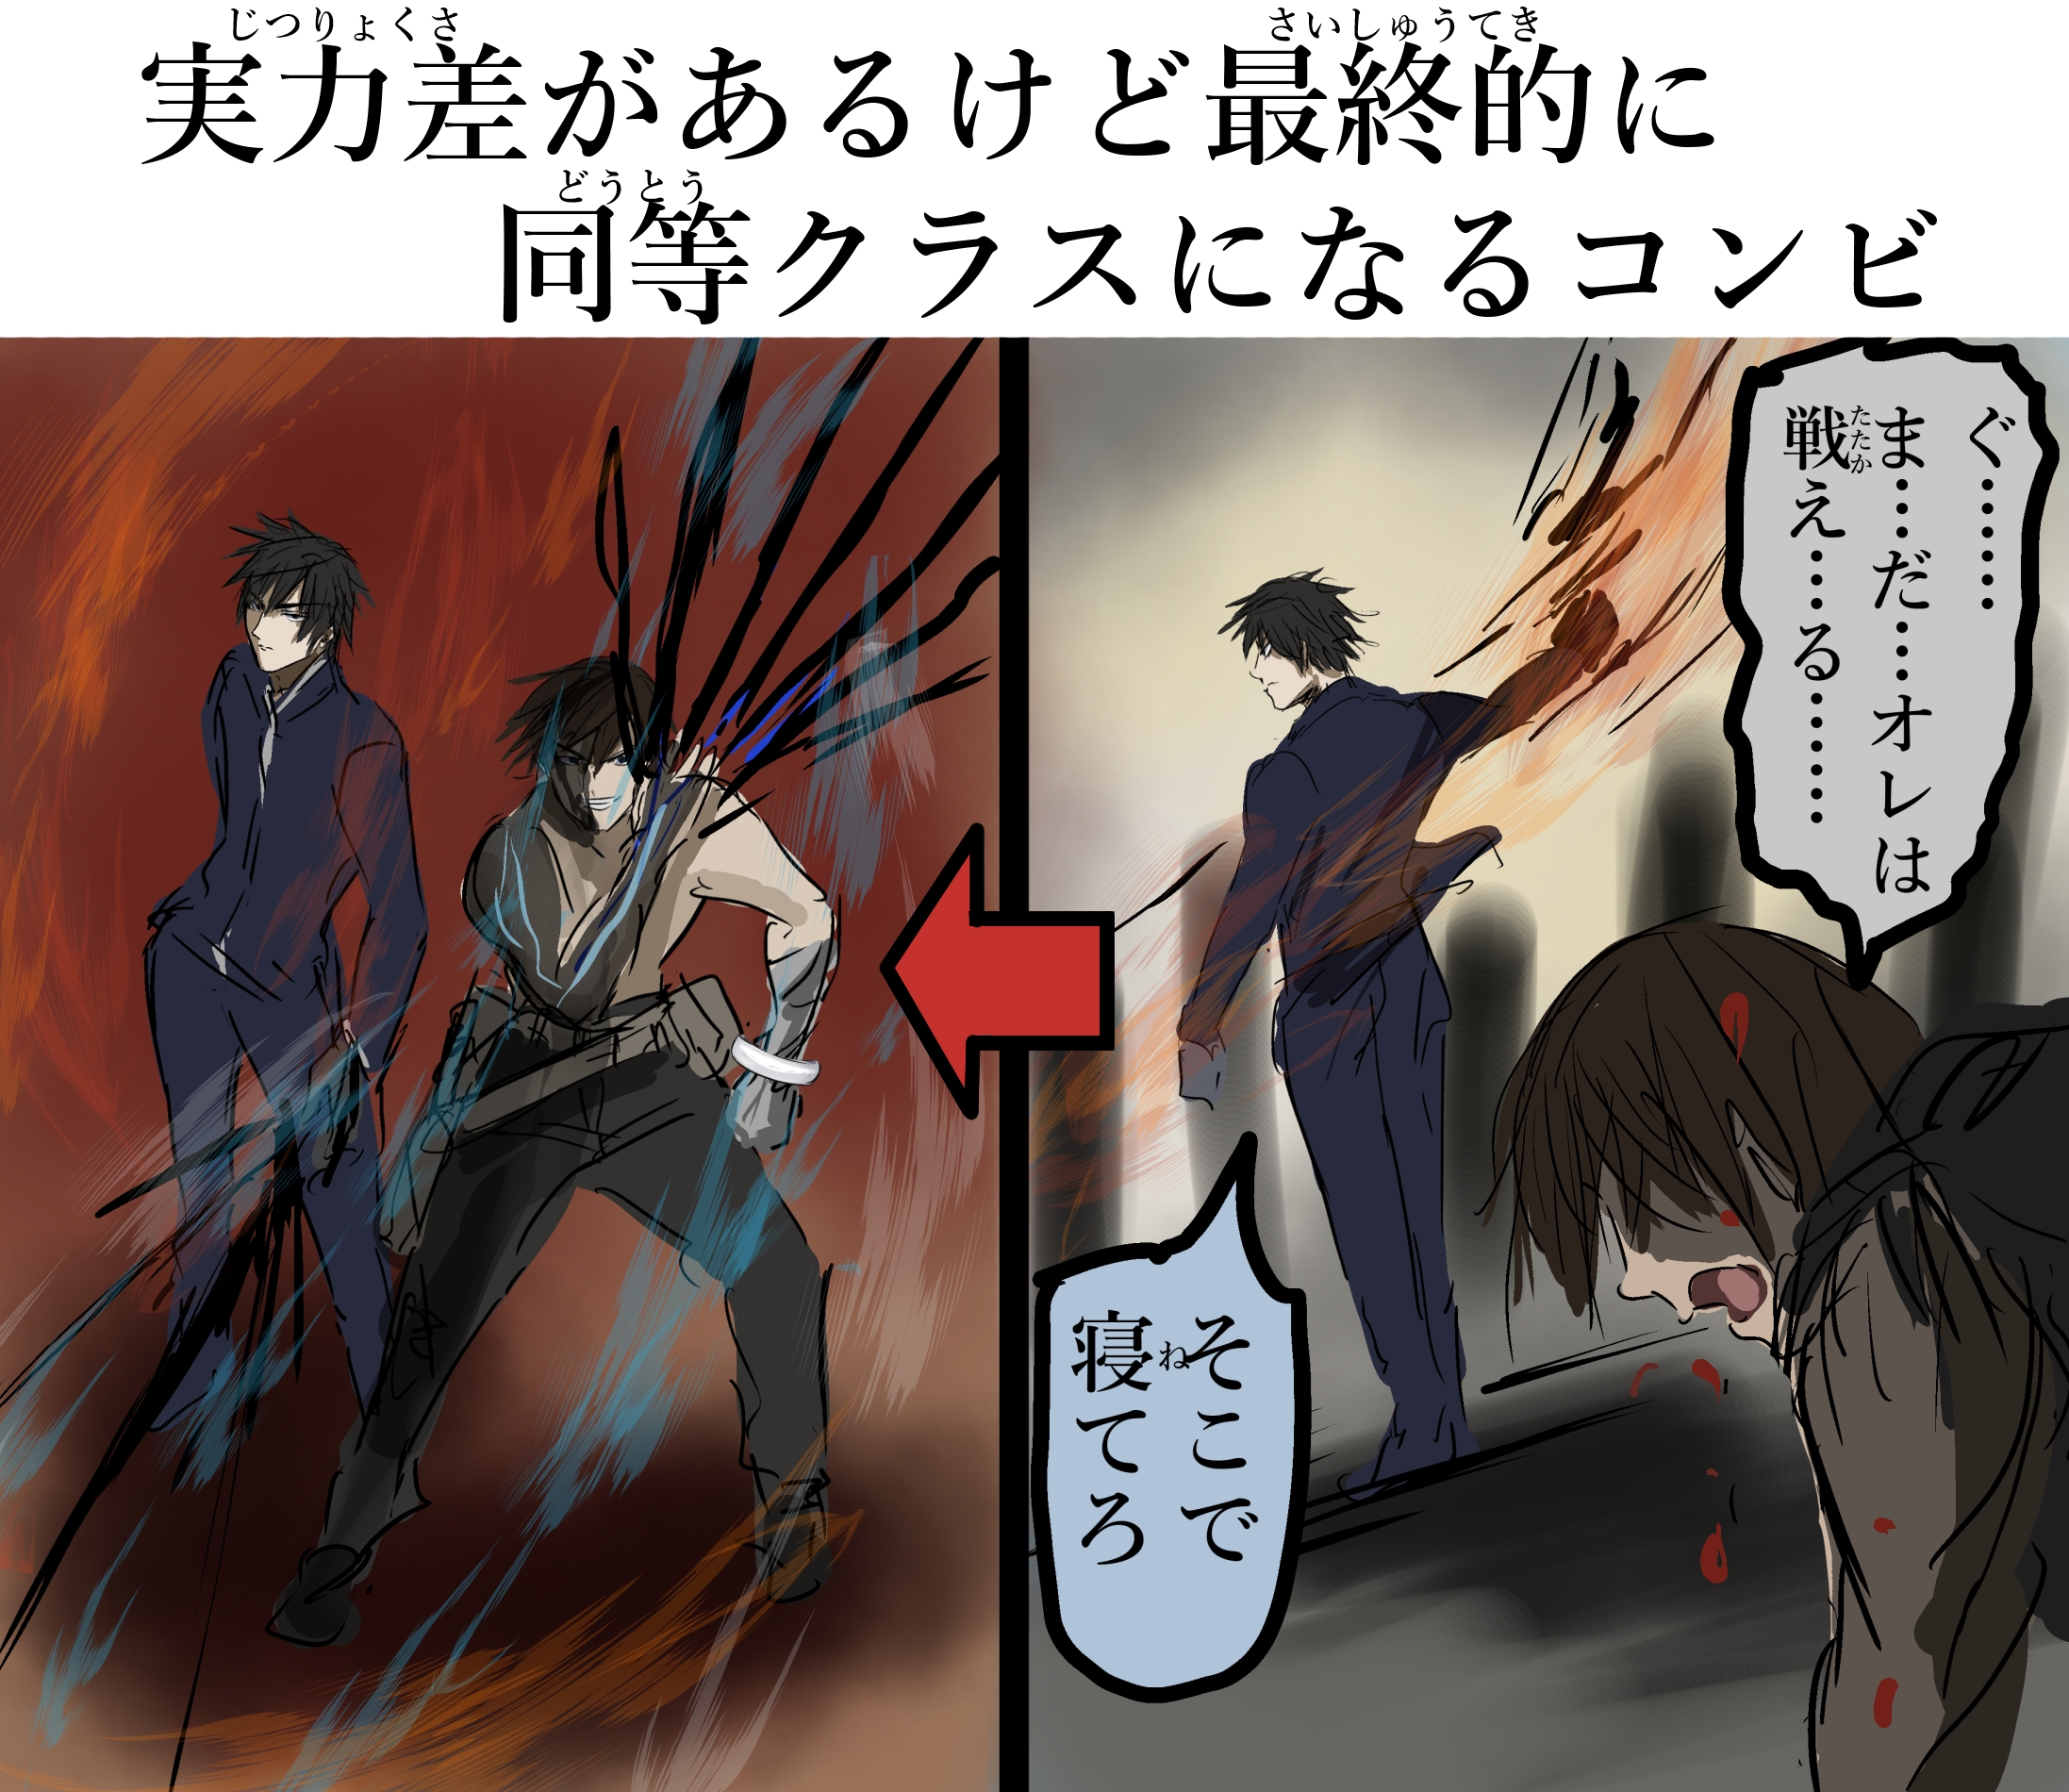 実力差があるけど最終的に
同等クラスになるコンビ
ぐ…………
ま……だ……オレは
戦え……る…………
そこで
寝てろ